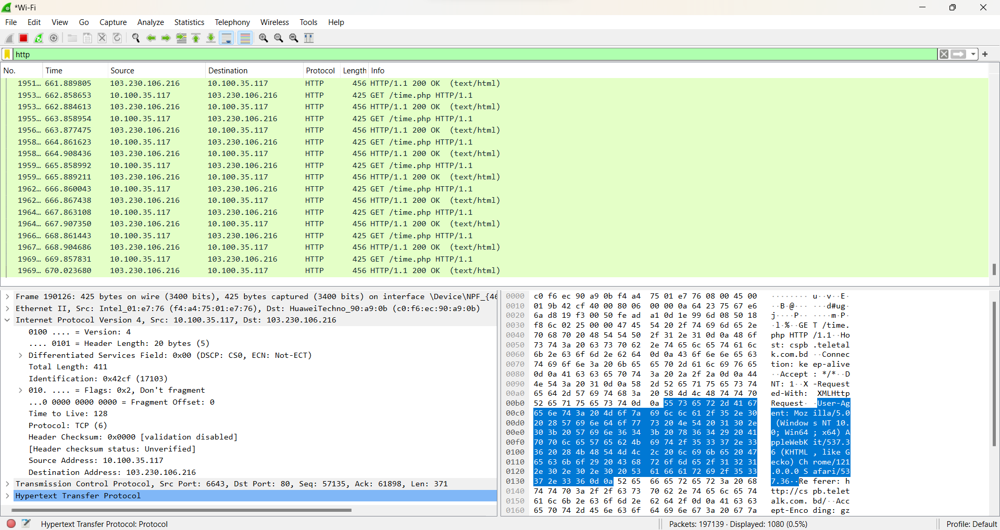 *Wi-Fi
File Edit View Go Capture Analyze Statistics Telephony Wireless Tools Help
http
No. Time Source Destination Protocol Length Info
1951… 661.889805 103.230.106.216 10.100.35.117 HTTP 456 HTTP/1.1 200 OK (text/html)
1953… 662.858653 10.100.35.117 103.230.106.216 HTTP 425 GET /time.php HTTP/1.1
1953… 662.884613 103.230.106.216 10.100.35.117 HTTP 456 HTTP/1.1 200 OK (text/html)
1955… 663.858954 10.100.35.117 103.230.106.216 HTTP 425 GET /time.php HTTP/1.1
1956… 663.877475 103.230.106.216 10.100.35.117 HTTP 456 HTTP/1.1 200 OK (text/html)
1958… 664.861623 10.100.35.117 103.230.106.216 HTTP 425 GET /time.php HTTP/1.1
1958… 664.908436 103.230.106.216 10.100.35.117 HTTP 456 HTTP/1.1 200 OK (text/html)
1959… 665.858992 10.100.35.117 103.230.106.216 HTTP 425 GET /time.php HTTP/1.1
1959… 665.889211 103.230.106.216 10.100.35.117 HTTP 456 HTTP/1.1 200 OK (text/html)
1962… 666.860043 10.100.35.117 103.230.106.216 HTTP 425 GET /time.php HTTP/1.1
1962… 666.867438 103.230.106.216 10.100.35.117 HTTP 456 HTTP/1.1 200 OK (text/html)
1964… 667.863108 10.100.35.117 103.230.106.216 HTTP 425 GET /time.php HTTP/1.1
1964… 667.907350 103.230.106.216 10.100.35.117 HTTP 456 HTTP/1.1 200 OK (text/html)
1966… 668.861443 10.100.35.117 103.230.106.216 HTTP 425 GET /time.php HTTP/1.1
1967… 668.904686 103.230.106.216 10.100.35.117 HTTP 456 HTTP/1.1 200 OK (text/html)
1969… 669.857831 10.100.35.117 103.230.106.216 HTTP 425 GET /time.php HTTP/1.1
1969… 670.023680 103.230.106.216 10.100.35.117 HTTP 456 HTTP/1.1 200 OK (text/html)
Frame 190126: 425 bytes on wire (3400 bits), 425 bytes captured (3400 bits) on interface \Device\NPF_{46
Ethernet II, Src: Intel_01:e7:76 (f4:a4:75:01:e7:76), Dst: HuaweiTechno_90:a9:0b (c0:f6:ec:90:a9:0b)
Internet Protocol Version 4, Src: 10.100.35.117, Dst: 103.230.106.216
0100 .... = Version: 4
.... 0101 = Header Length: 20 bytes (5)
Differentiated Services Field: 0x00 (DSCP: CS0, ECN: Not-ECT)
Total Length: 411
Identification: 0x42cf (17103)
010. .... = Flags: 0x2, Don't fragment
...0 0000 0000 0000 = Fragment Offset: 0
Time to Live: 128
Protocol: TCP (6)
Header Checksum: 0x0000 [validation disabled]
[Header checksum status: Unverified]
Source Address: 10.100.35.117
Destination Address: 103.230.106.216
Transmission Control Protocol, Src Port: 6643, Dst Port: 80, Seq: 57135, Ack: 61898, Len: 371
Hypertext Transfer Protocol
0000 c0 f6 ec 90 a9 0b f4 a4 75 01 e7 76 08 00 45 00 ········ u··v··E·
0010 01 9b 42 cf 40 00 80 06 00 00 0a 64 23 75 67 e6 ··B·@··· ···d#ug·
0020 6a d8 19 f3 00 50 fe ad a1 0d 1e 99 6d 08 50 18 j····P·· ····m·P·
0030 f8 6c 02 25 00 00 47 45 54 20 2f 74 69 6d 65 2e ·l·%··GE T /time.
0040 70 68 70 20 48 54 54 50 2f 31 2e 31 0d 0a 48 6f php HTTP /1.1··Ho
0050 73 74 3a 20 63 73 70 62 2e 74 65 6c 65 74 61 6c st: cspb .teletal
0060 6b 2e 63 6f 6d 2e 62 64 0d 0a 43 6f 6e 6e 65 63 k.com.bd ··Connec
0070 74 69 6f 6e 3a 20 6b 65 65 70 2d 61 6c 69 76 65 tion: ke ep-alive
0080 0d 0a 41 63 63 65 70 74 3a 20 2a 2f 2a 0d 0a 44 ··Accept : */*··D
0090 4e 54 3a 20 31 0d 0a 58 2d 52 65 71 75 65 73 74 NT: 1··X -Request
00a0 65 64 2d 57 69 74 68 3a 20 58 4d 4c 48 74 74 70 ed-With: XMLHttp
00b0 52 65 71 75 65 73 74 0d 0a 55 73 65 72 2d 41 67 Request· ·User-Ag
00c0 65 6e 74 3a 20 4d 6f 7a 69 6c 6c 61 2f 35 2e 30 ent: Moz illa/5.0
00d0 20 28 57 69 6e 64 6f 77 73 20 4e 54 20 31 30 2e (Window s NT 10.
00e0 30 3b 20 57 69 6e 36 34 3b 20 78 36 34 29 20 41 0; Win64 ; x64) A
00f0 70 70 6c 65 57 65 62 4b 69 74 2f 35 33 37 2e 33 ppleWebK it/537.3
0100 36 20 28 4b 48 54 4d 4c 2c 20 6c 69 6b 65 20 47 6 (KHTML , like G
0110 65 63 6b 6f 29 20 43 68 72 6f 6d 65 2f 31 32 31 ecko) Ch rome/121
0120 2e 30 2e 30 2e 30 20 53 61 66 61 72 69 2f 35 33 .0.0.0 S afari/53
0130 37 2e 33 36 0d 0a 52 65 66 65 72 65 72 3a 20 68 7.36··Re ferer: h
0140 74 74 70 3a 2f 2f 63 73 70 62 2e 74 65 6c 65 74 ttp://cs pb.telet
0150 61 6c 6b 2e 63 6f 6d 2e 62 64 2f 0d 0a 41 63 63 alk.com. bd/··Acc
0160 65 70 74 2d 45 6e 63 6f 64 69 6e 67 3a 20 67 7a ept-Enco ding: gz
Hypertext Transfer Protocol: Protocol
Packets: 197139 · Displayed: 1080 (0.5%)
Profile: Default